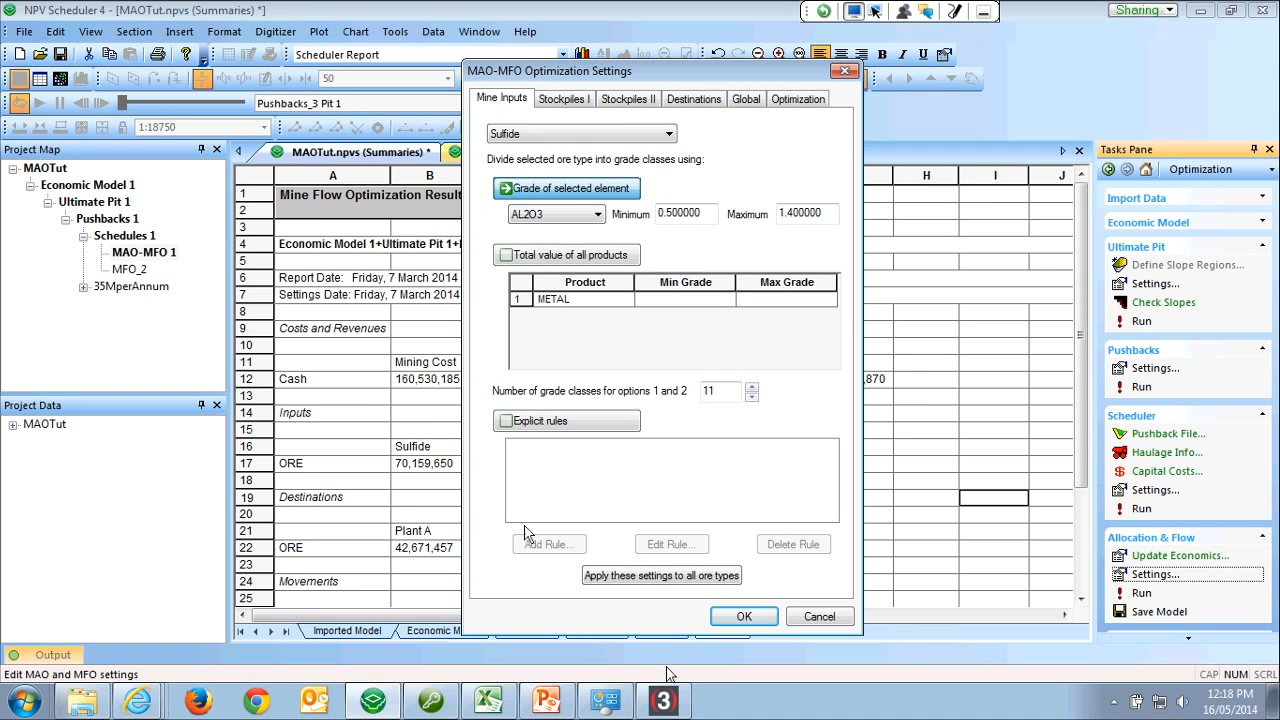 NPV Scheduler 4 - [MAOTut.npvs (Summaries) *]
Sharing
File Edit View Section Insert Format Digitizer Plot Chart Tools Data Window Help
Scheduler Report
B I U
50
Pushbacks_3 Pit 1
1:18750
Project Map
MAOTut
Economic Model 1
Ultimate Pit 1
Pushbacks 1
Schedules 1
MAO-MFO 1
MFO_2
35MperAnnum
Project Data
MAOTut
MAOTut.npvs (Summaries) *
A B H I J
1 Mine Flow Optimization Result
2
3
4 Economic Model 1+Ultimate Pit 1+
5
6 Report Date: Friday, 7 March 2014
7 Settings Date: Friday, 7 March 2014
8
9 Costs and Revenues
10
11 Mining Cost
12 Cash 160,530,185 ,870
13
14 Inputs
15
16 Sulfide
17 ORE 70,159,650
18
19 Destinations
20
21 Plant A
22 ORE 42,671,457
23
24 Movements
25
Imported Model Economic M
MAO-MFO Optimization Settings
Mine Inputs Stockpiles I Stockpiles II Destinations Global Optimization
Sulfide
Divide selected ore type into grade classes using:
Grade of selected element
AL2O3 Minimum 0.500000 Maximum 1.400000
Total value of all products
Product Min Grade Max Grade
1 METAL
Number of grade classes for options 1 and 2 11
Explicit rules
Add Rule... Edit Rule... Delete Rule
Apply these settings to all ore types
OK Cancel
Tasks Pane
Optimization
Import Data
Economic Model
Ultimate Pit
Define Slope Regions...
Settings...
Check Slopes
Run
Pushbacks
Settings...
Run
Scheduler
Pushback File...
Haulage Info...
Capital Costs...
Settings...
Run
Allocation & Flow
Update Economics...
Settings...
Run
Save Model
Output
Edit MAO and MFO settings
CAP NUM SCRL
12:18 PM
16/05/2014